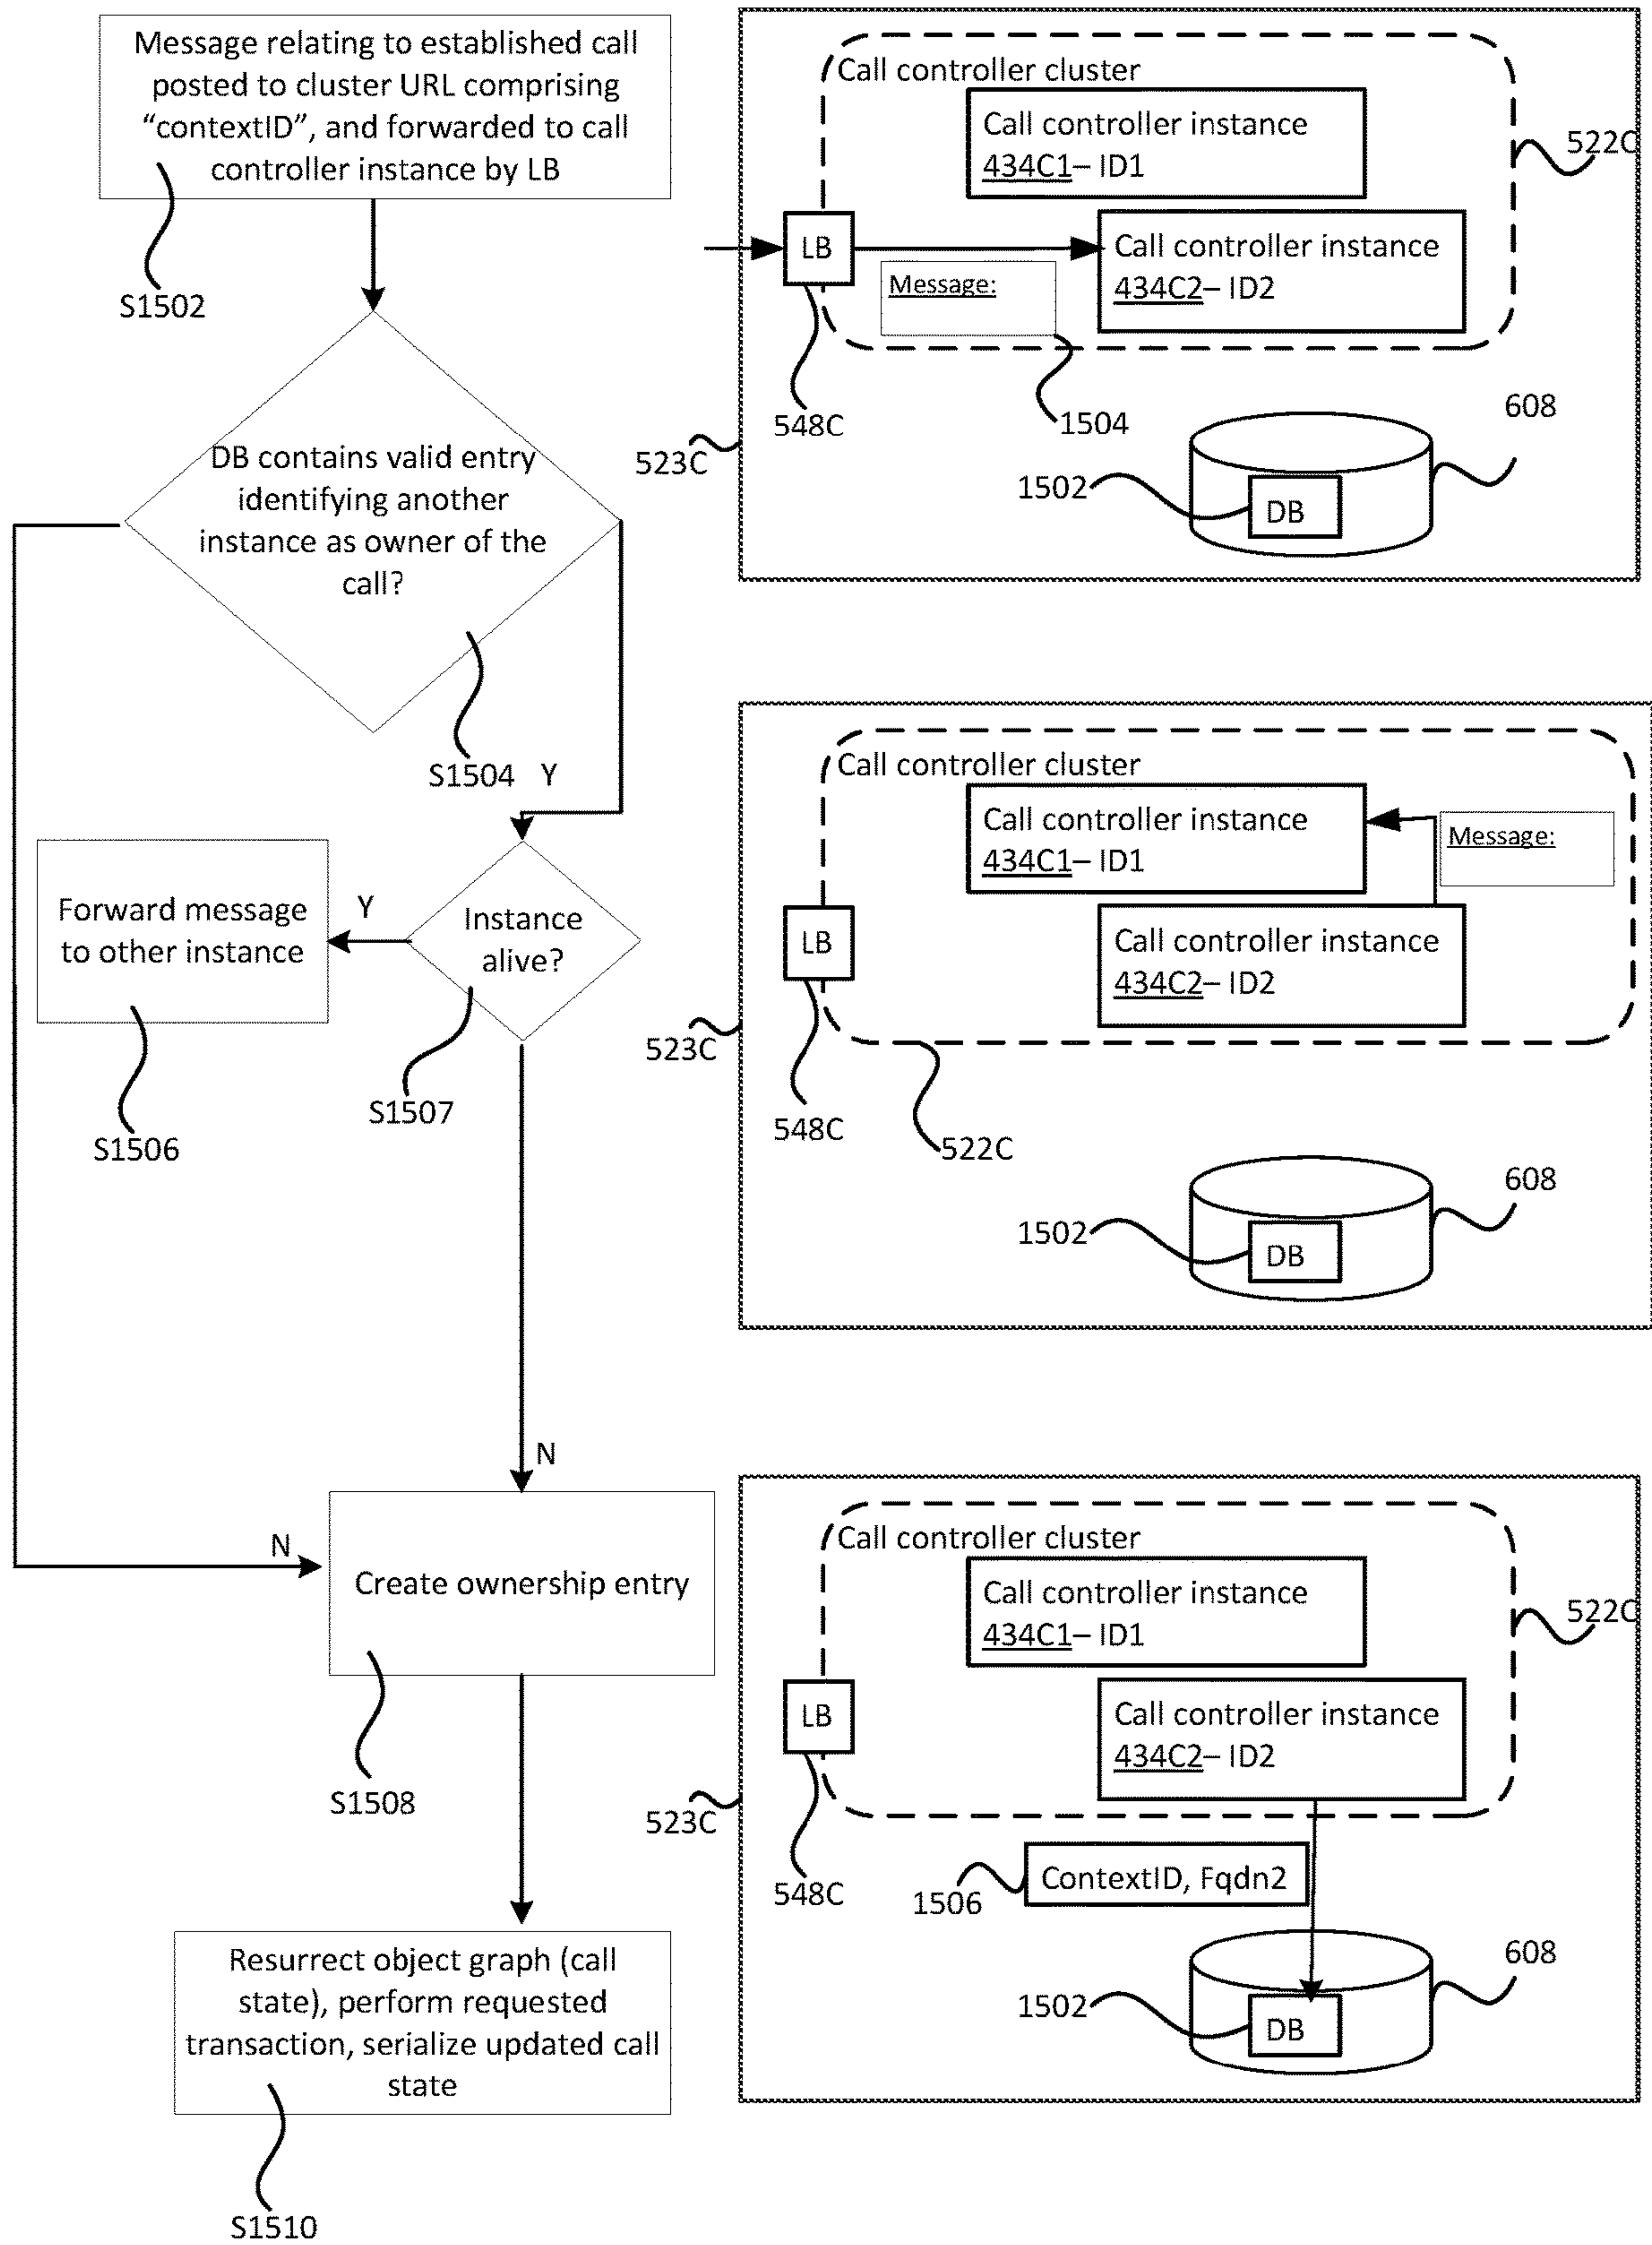 Message relating to established call
posted to cluster URL comprising
“contextID”, and forwarded to call
controller instance by LB
S1502
DB contains valid entry
identifying another
instance as owner of the
call?
S1504
Y
Instance
alive?
S1507
Y
Forward message
to other instance
S1506
N
N
Create ownership entry
S1508
Resurrect object graph (call
state), perform requested
transaction, serialize updated call
state
S1510
Call controller cluster
Call controller instance
434C1– ID1
522C
LB
Call controller instance
434C2– ID2
Message:
548C
1504
523C
608
1502
DB
Call controller cluster
Call controller instance
434C1– ID1
Message:
LB
Call controller instance
434C2– ID2
523C
548C
522C
608
1502
DB
Call controller cluster
Call controller instance
434C1– ID1
522C
LB
Call controller instance
434C2– ID2
523C
548C
1506
ContextID, Fqdn2
608
1502
DB